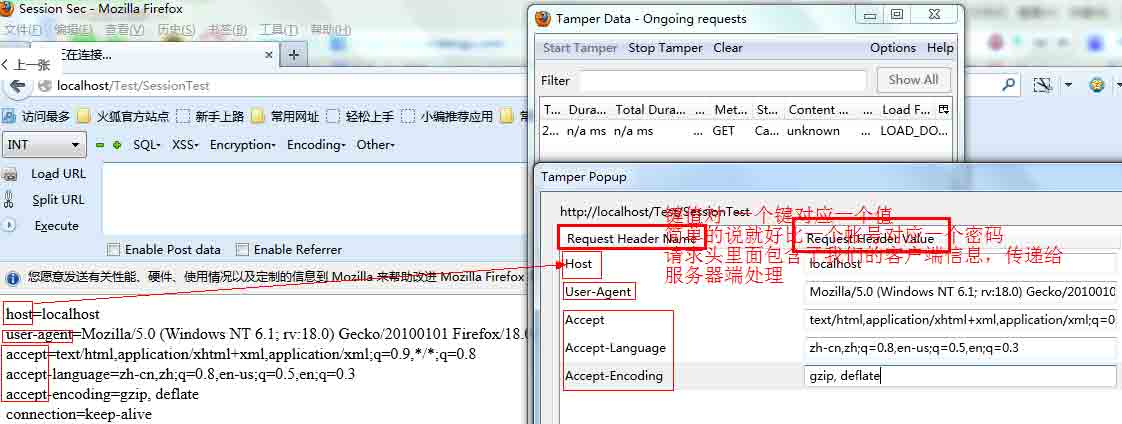 Session Sec - Mozilla Firefox
文件(F) 编辑(E) 查看(V) 历史(S) 书签(B) 工具(T) 帮助(H)
正在连接...
上一张
localhost/Test/SessionTest
访问最多 火狐官方站点 新手上路 常用网址 轻松上手 小编推荐应用
INT SQL- XSS- Encryption- Encoding- Other-
Load URL
Split URL
Execute
Enable Post data Enable Referrer
您愿意发送有关性能、硬件、使用情况以及定制的信息到 Mozilla 来帮助改进 Mozilla Firefox
host=localhost
user-agent=Mozilla/5.0 (Windows NT 6.1; rv:18.0) Gecko/20100101 Firefox/18.0
accept=text/html,application/xhtml+xml,application/xml;q=0.9,*/*;q=0.8
accept-language=zh-cn,zh;q=0.8,en-us;q=0.5,en;q=0.3
accept-encoding=gzip, deflate
connection=keep-alive
Tamper Data - Ongoing requests
Start Tamper Stop Tamper Clear Options Help
Filter Show All
T... Dura... Total Dura... ... Met... St... Content ... ... Load F...
2... n/a ms n/a ms ... GET Ca... unknown LOAD_DO...
Tamper Popup
http://localhost/Test/SessionTest
键值对 一个键对应一个值
简单的说就好比一个账号对应一个密码
请求头里面包含了我们的客户端信息，传递给
服务器端处理
Request Header Name Request Header Value
Host localhost
User-Agent Mozilla/5.0 (Windows NT 6.1; rv:18.0) Gecko/2010010
Accept text/html,application/xhtml+xml,application/xml;q=0.
Accept-Language zh-cn,zh;q=0.8,en-us;q=0.5,en;q=0.3
Accept-Encoding gzip, deflate